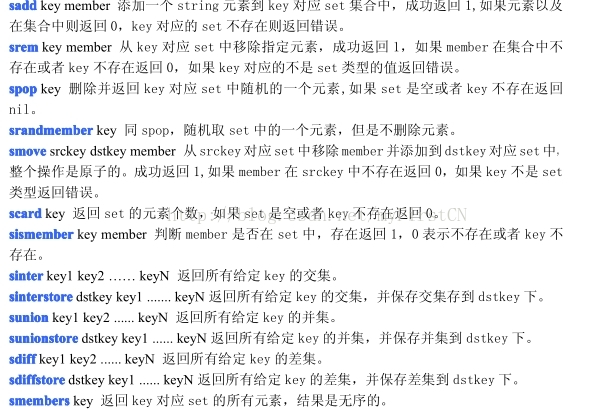 sadd key member 添加一个 string 元素到 key 对应 set 集合中，成功返回 1,如果元素以及
在集合中则返回 0，key 对应的 set 不存在则返回错误。
srem key member 从 key 对应 set 中移除指定元素，成功返回 1，如果 member 在集合中不
存在或者 key 不存在返回 0，如果 key 对应的不是 set 类型的值返回错误。
spop key 删除并返回 key 对应 set 中随机的一个元素,如果 set 是空或者 key 不存在返回
nil。
srandmember key 同 spop，随机取 set 中的一个元素，但是不删除元素。
smove srckey dstkey member 从 srckey 对应 set 中移除 member 并添加到 dstkey 对应 set 中，
整个操作是原子的。成功返回 1,如果 member 在 srckey 中不存在返回 0，如果 key 不是 set
类型返回错误。
scard key 返回 set 的元素个数，如果 set 是空或者 key 不存在返回 0。
sismember key member 判断 member 是否在 set 中，存在返回 1，0 表示不存在或者 key 不
存在。
sinter key1 key2 …… keyN 返回所有给定 key 的交集。
sinterstore dstkey key1 ....... keyN 返回所有给定 key 的交集，并保存交集存到 dstkey 下。
sunion key1 key2 ...... keyN 返回所有给定 key 的并集。
sunionstore dstkey key1 ...... keyN 返回所有给定 key 的并集，并保存并集到 dstkey 下。
sdiff key1 key2 ...... keyN 返回所有给定 key 的差集。
sdiffstore dstkey key1 ...... keyN 返回所有给定 key 的差集，并保存差集到 dstkey 下。
smembers key 返回 key 对应 set 的所有元素，结果是无序的。